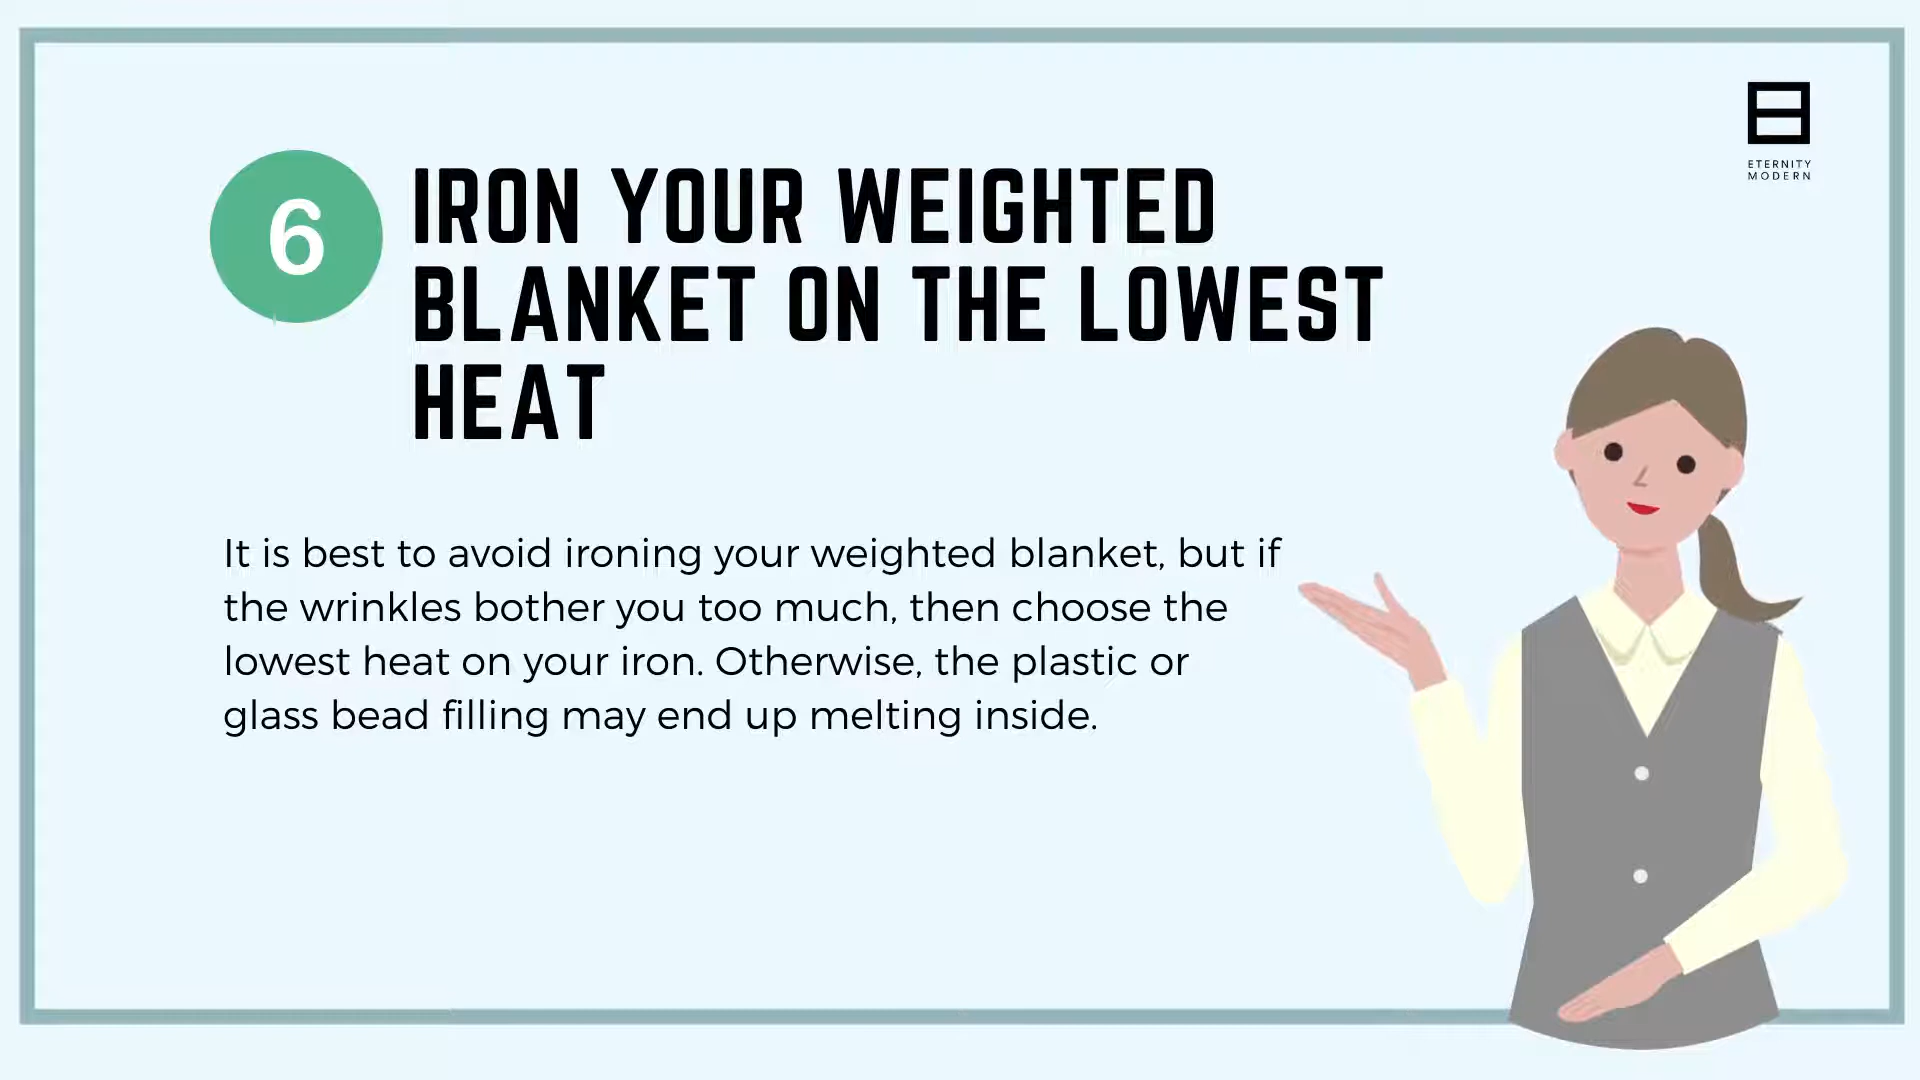 ETERNITY
MODERN
6
IRON YOUR WEIGHTED
BLANKET ON THE LOWEST
HEAT
It is best to avoid ironing your weighted blanket, but if
the wrinkles bother you too much, then choose the
lowest heat on your iron. Otherwise, the plastic or
glass bead filling may end up melting inside.